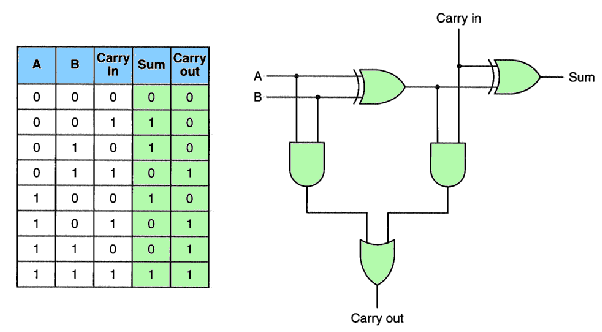 A B Carry in Sum Carry out
0 0 0 0 0
0 0 1 1 0
0 1 0 1 0
0 1 1 0 1
1 0 0 1 0
1 0 1 0 1
1 1 0 0 1
1 1 1 1 1
Carry in
A
B
Sum
Carry out